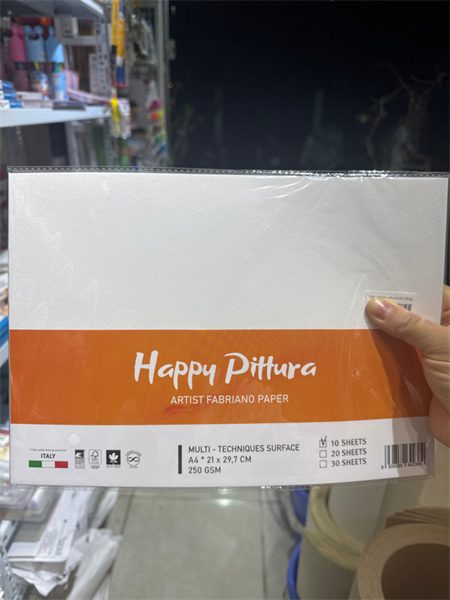 Happy Pittura
ARTIST FABRIANO PAPER
ITALY
MULTI - TECHNIQUES SURFACE
A4 * 21 x 29,7 CM
250 GSM
10 SHEETS
20 SHEETS
30 SHEETS